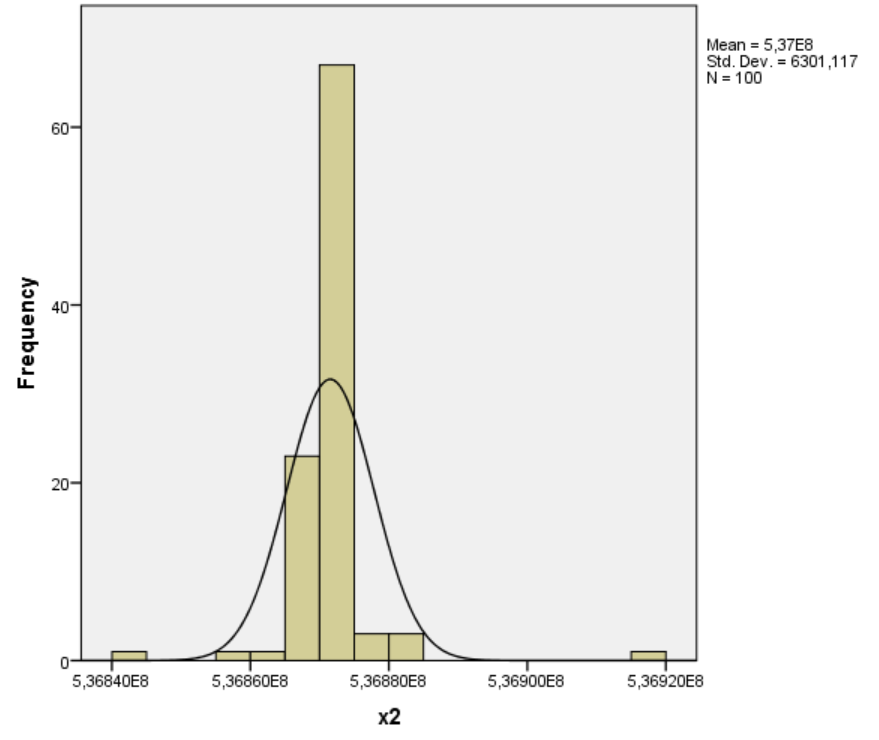 Mean = 5,37E8
Std. Dev. = 6301,117
N = 100
Frequency
60
40
20
0
5,36840E8 5,36860E8 5,36880E8 5,36900E8 5,36920E8
x2